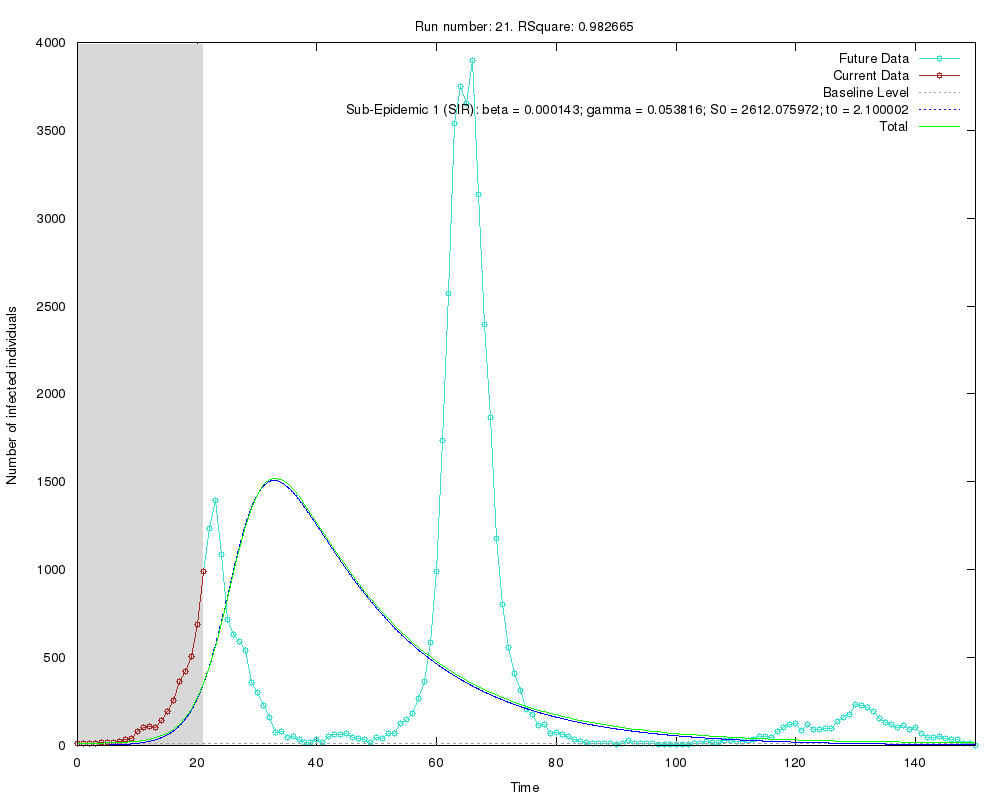 Run number: 21. RSquare: 0.982665
Future Data
Current Data
Baseline Level
Sub-Epidemic 1 (SIR): beta = 0.000143; gamma = 0.053816; S0 = 2612.075972; t0 = 2.100002
Total
4000
3500
3000
2500
2000
1500
1000
500
0
Number of infected individuals
0 20 40 60 80 100 120 140
Time